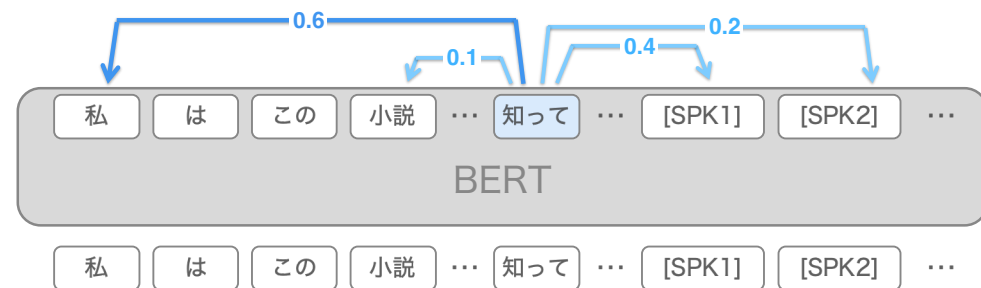 0.6
0.2
0.1
0.4
私 は この 小説 ··· 知って ··· [SPK1] [SPK2] ···
BERT
私 は この 小説 ··· 知って ··· [SPK1] [SPK2] ···